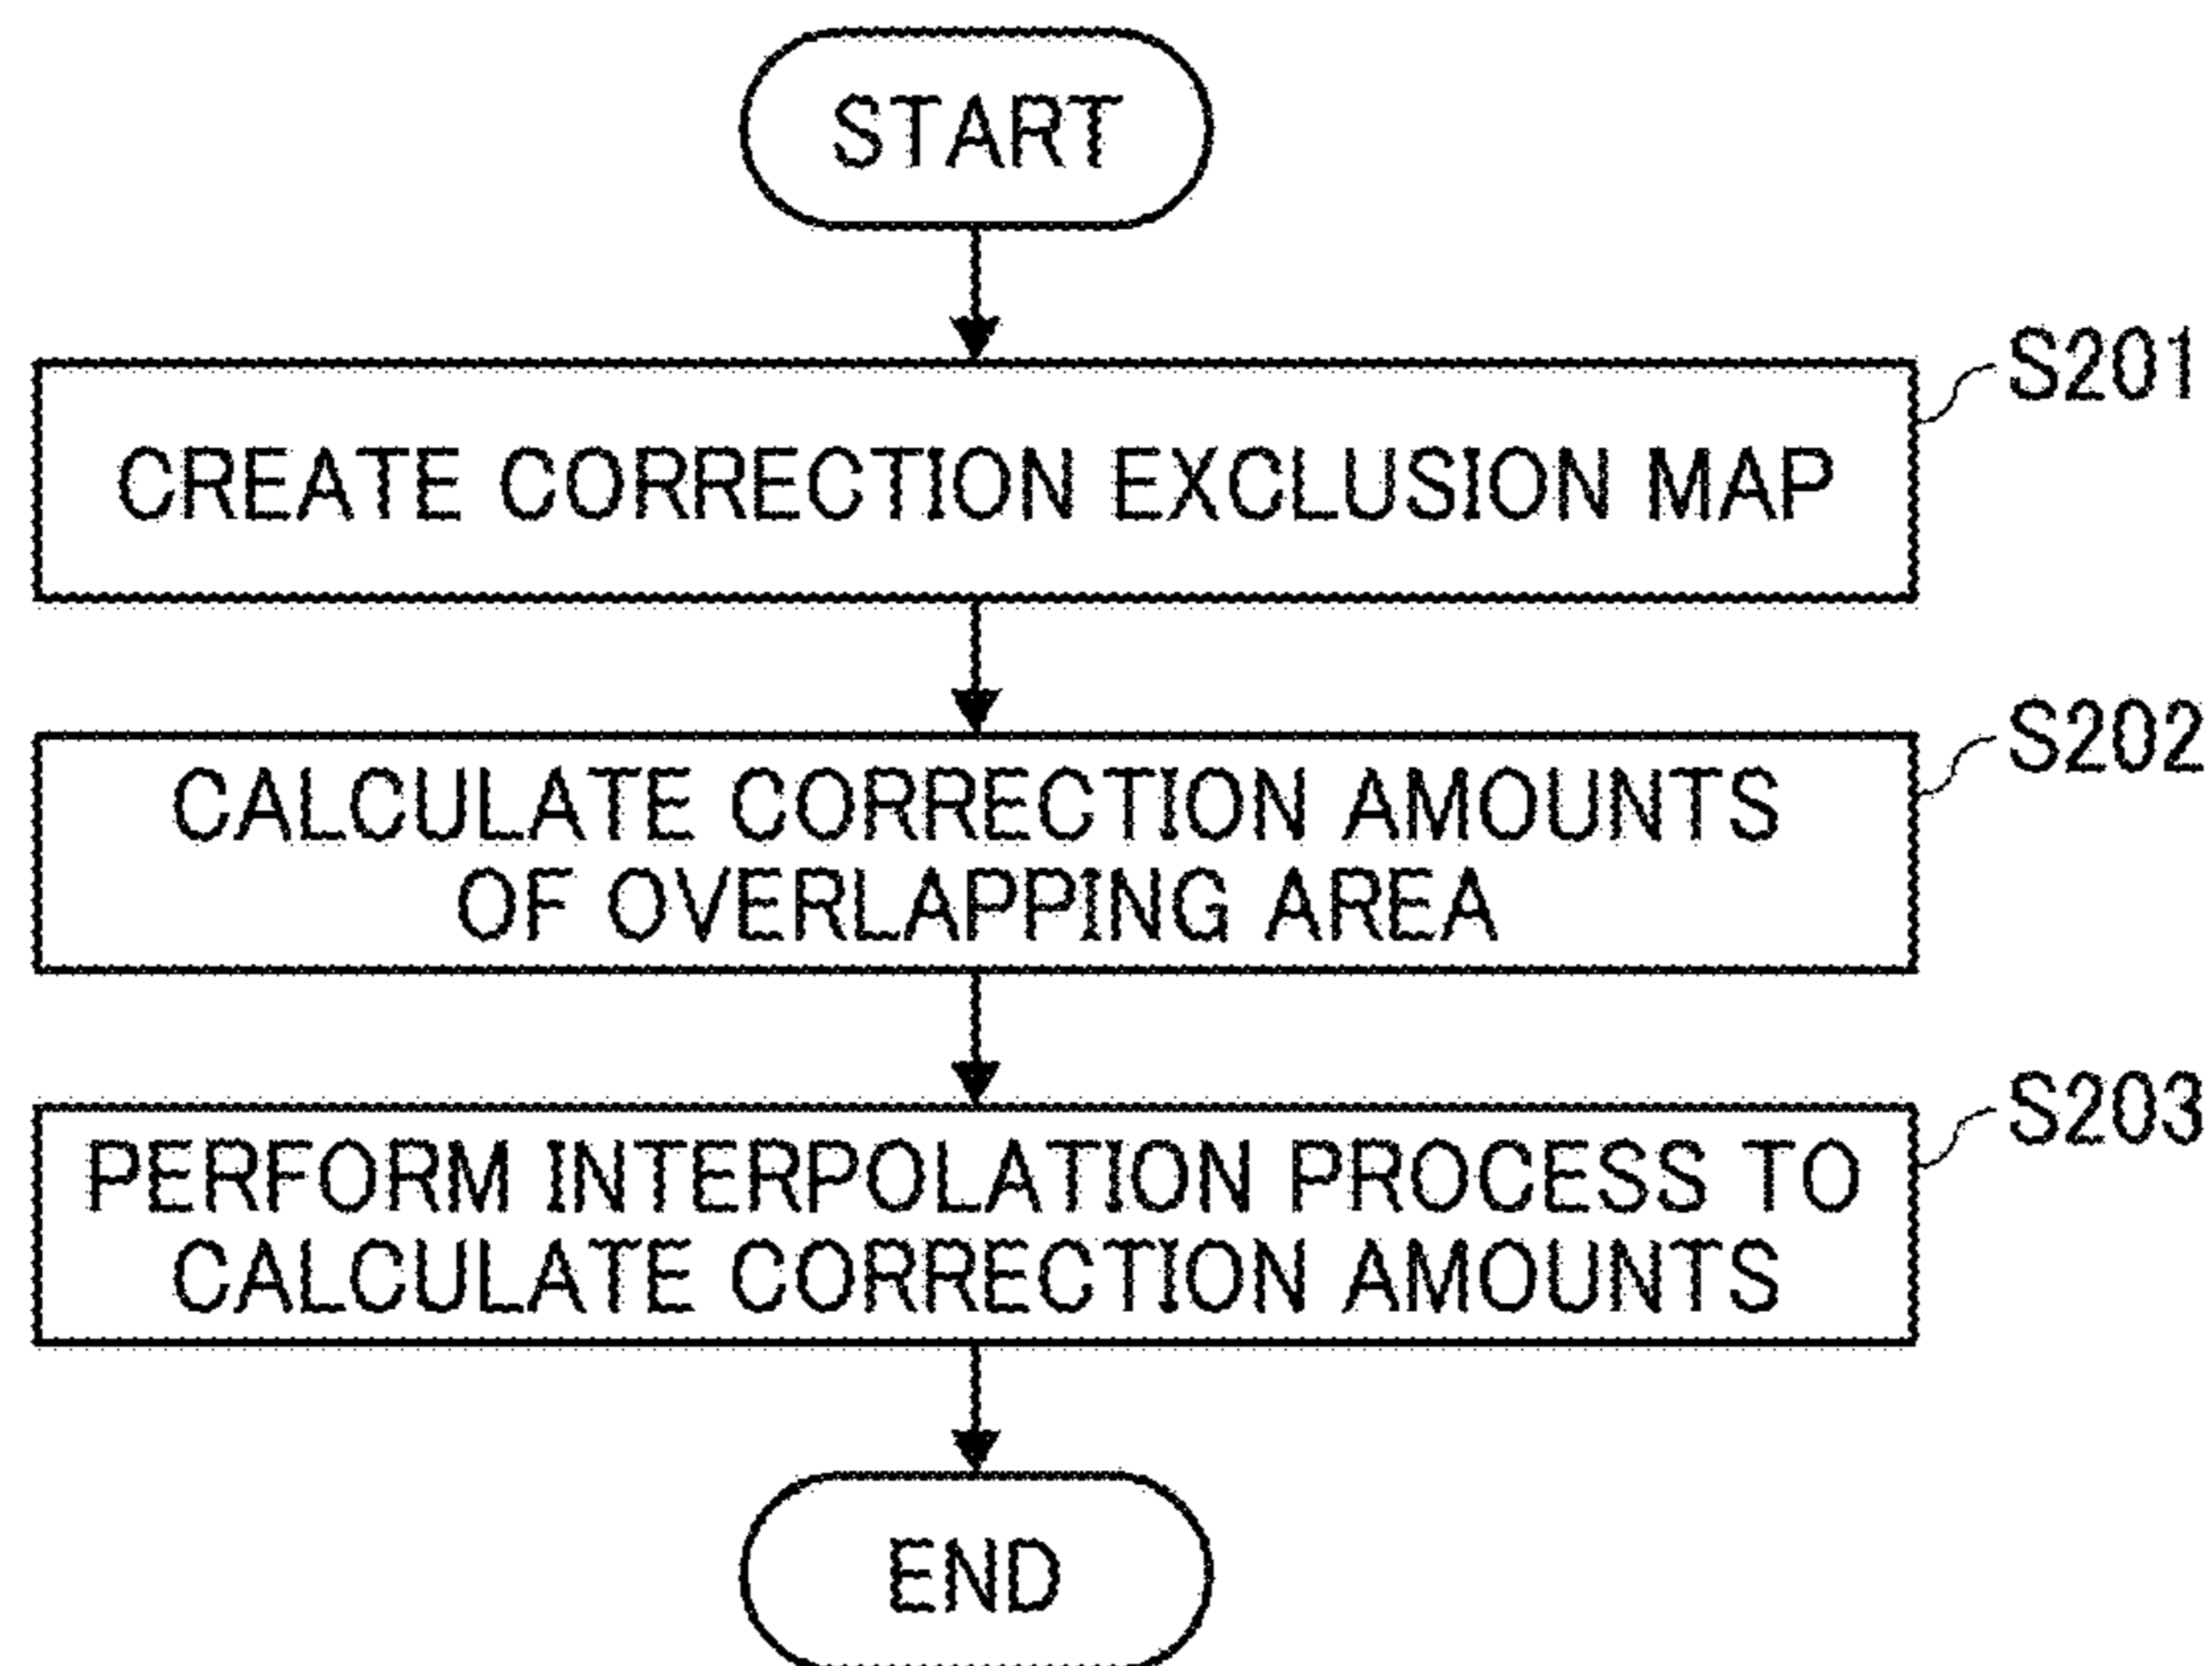 START
S201
CREATE CORRECTION EXCLUSION MAP
S202
CALCULATE CORRECTION AMOUNTS
OF OVERLAPPING AREA
S203
PERFORM INTERPOLATION PROCESS TO
CALCULATE CORRECTION AMOUNTS
END